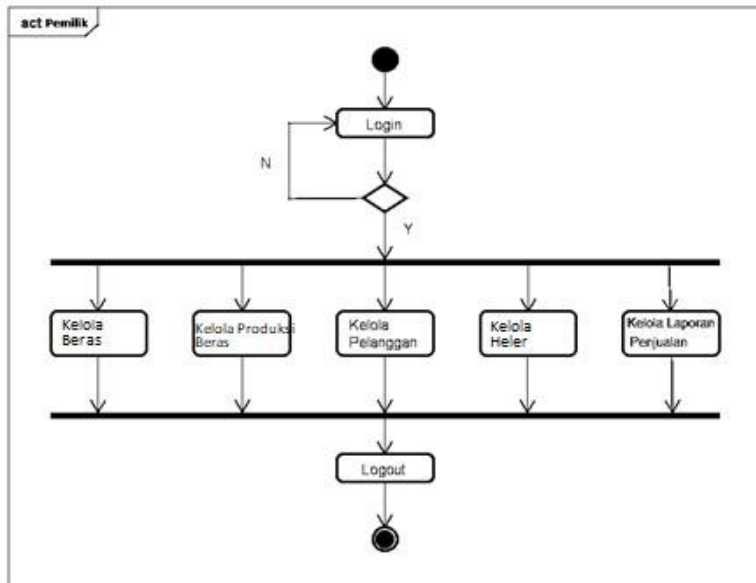 act Pemilik
Login
N
Y
Kelola
Beras
Kelola Produksi
Beras
Kelola
Pelanggan
Kelola
Heler
Kelola Laporan
Penjualan
Logout